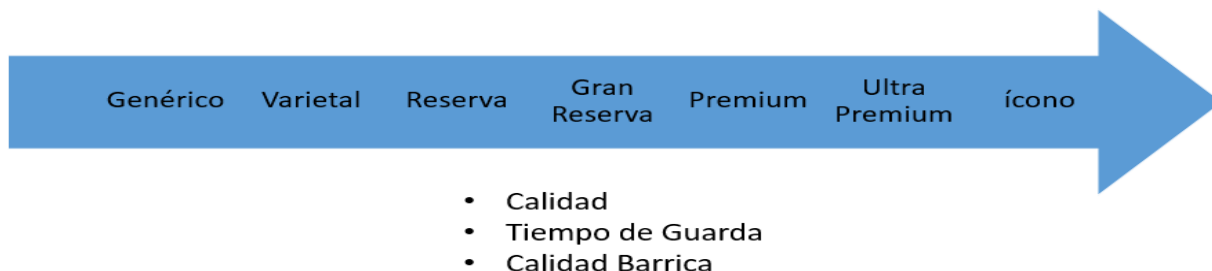 Genérico Varietal Reserva Gran Reserva Premium Ultra Premium ícono
• Calidad
• Tiempo de Guarda
• Calidad Barrica